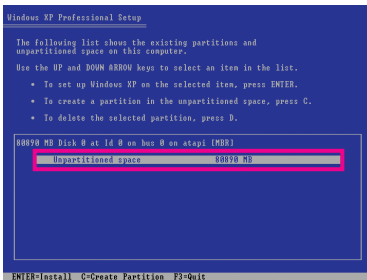 Windows XP Professional Setup
The following list shows the existing partitions and
unpartitioned space on this computer.
Use the UP and DOWN ARROW keys to select an item in the list.
• To set up Windows XP on the selected item, press ENTER.
• To create a partition in the unpartitioned space, press C.
• To delete the selected partition, press D.
80890 MB Disk 0 at Id 0 on bus 0 on atapi [MBR]
Unpartitioned space 80890 MB
ENTER=Install C=Create Partition F3=Quit